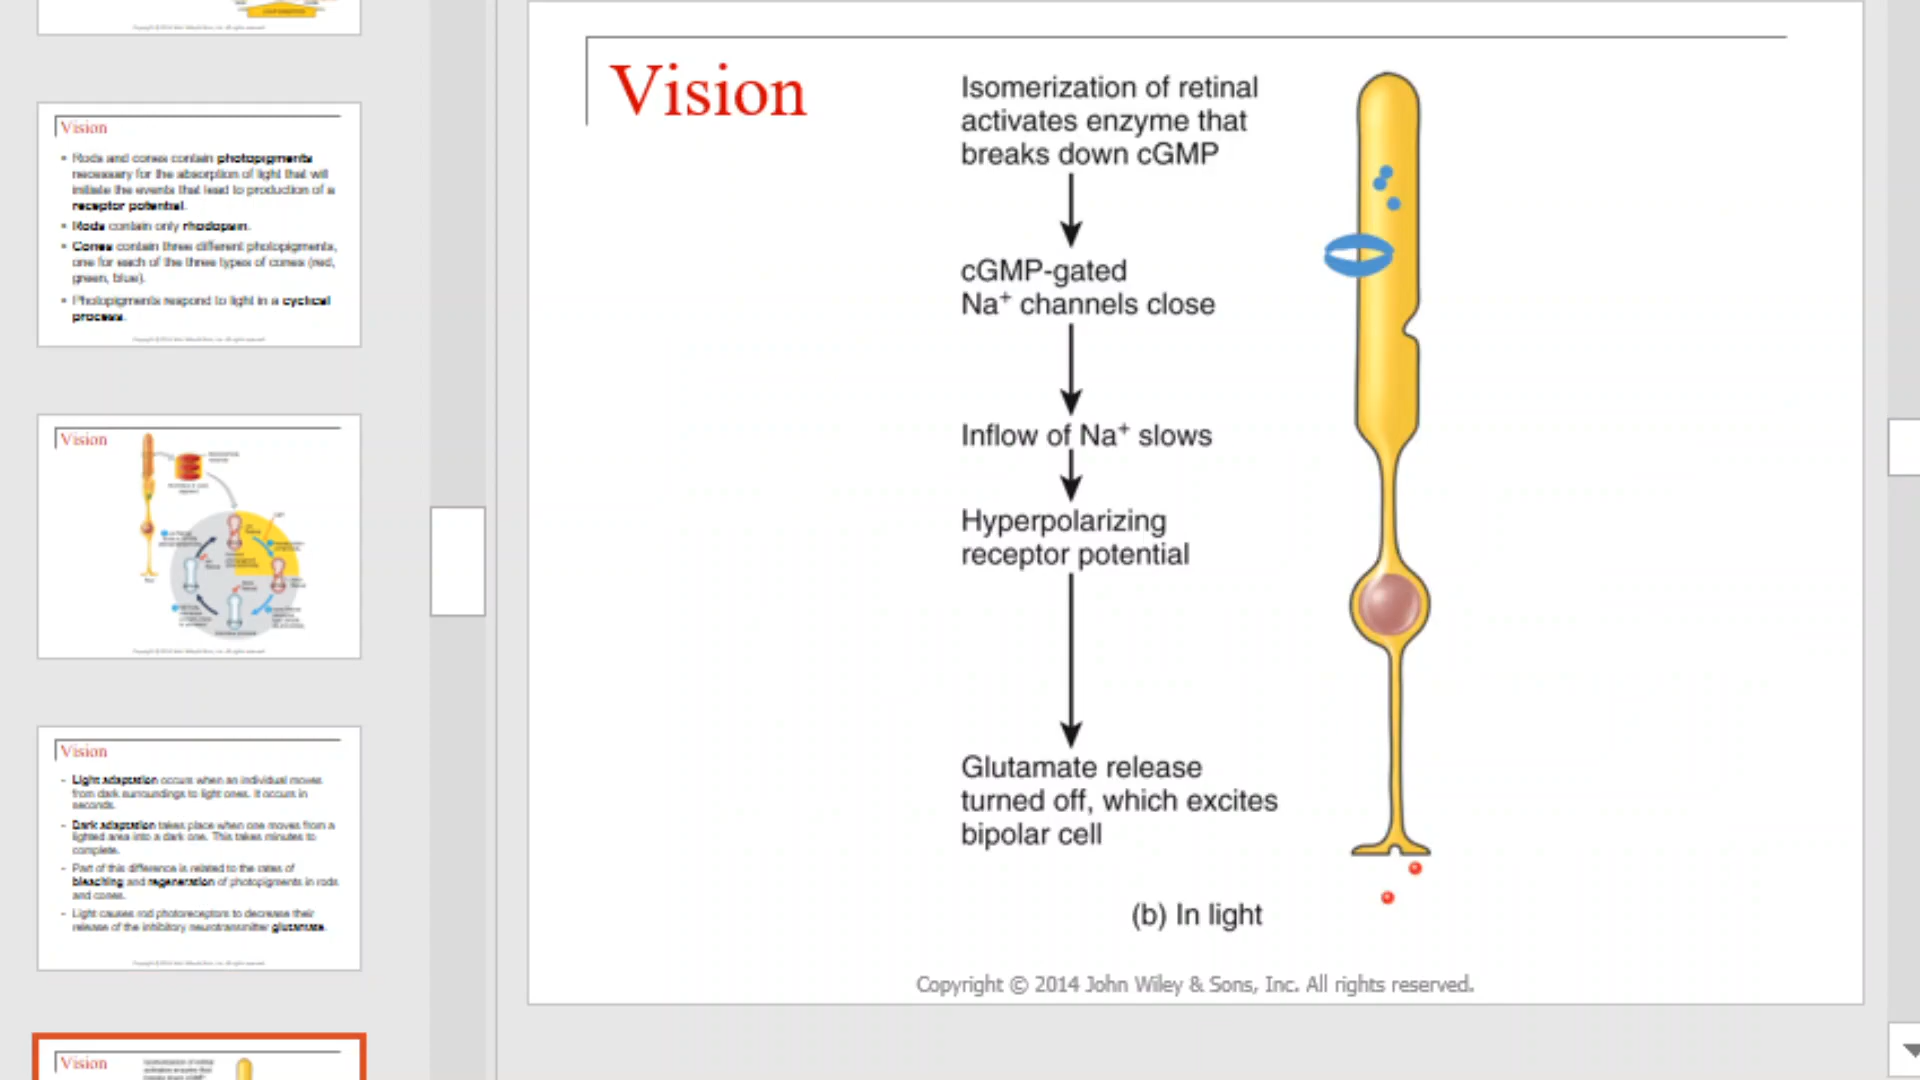 Vision
Rods and cones contain photopigments
necessary for the absorption of light that will
initiate the events that lead to production of a
receptor potential.
Rods contain only rhodopsin.
Cones contain three different photopigments,
one for each of the three types of cones (red,
green, blue).
Photopigments respond to light in a cyclical
process.
Vision
Vision
- Light adaptation occurs when an individual moves
from dark surroundings to light ones. It occurs in
seconds.
- Dark adaptation takes place when one moves from a
lighted area into a dark one. This takes minutes to
complete.
- Part of this difference is related to the rates of
bleaching and regeneration of photopigments in rods
and cones.
- Light causes rod photoreceptors to decrease their
release of the inhibitory neurotransmitter glutamate.
Vision
Isomerization of retinal
activates enzyme that
Vision
Isomerization of retinal
activates enzyme that
breaks down cGMP
cGMP-gated
Na⁺ channels close
Inflow of Na⁺ slows
Hyperpolarizing
receptor potential
Glutamate release
turned off, which excites
bipolar cell
(b) In light
Copyright © 2014 John Wiley & Sons, Inc. All rights reserved.